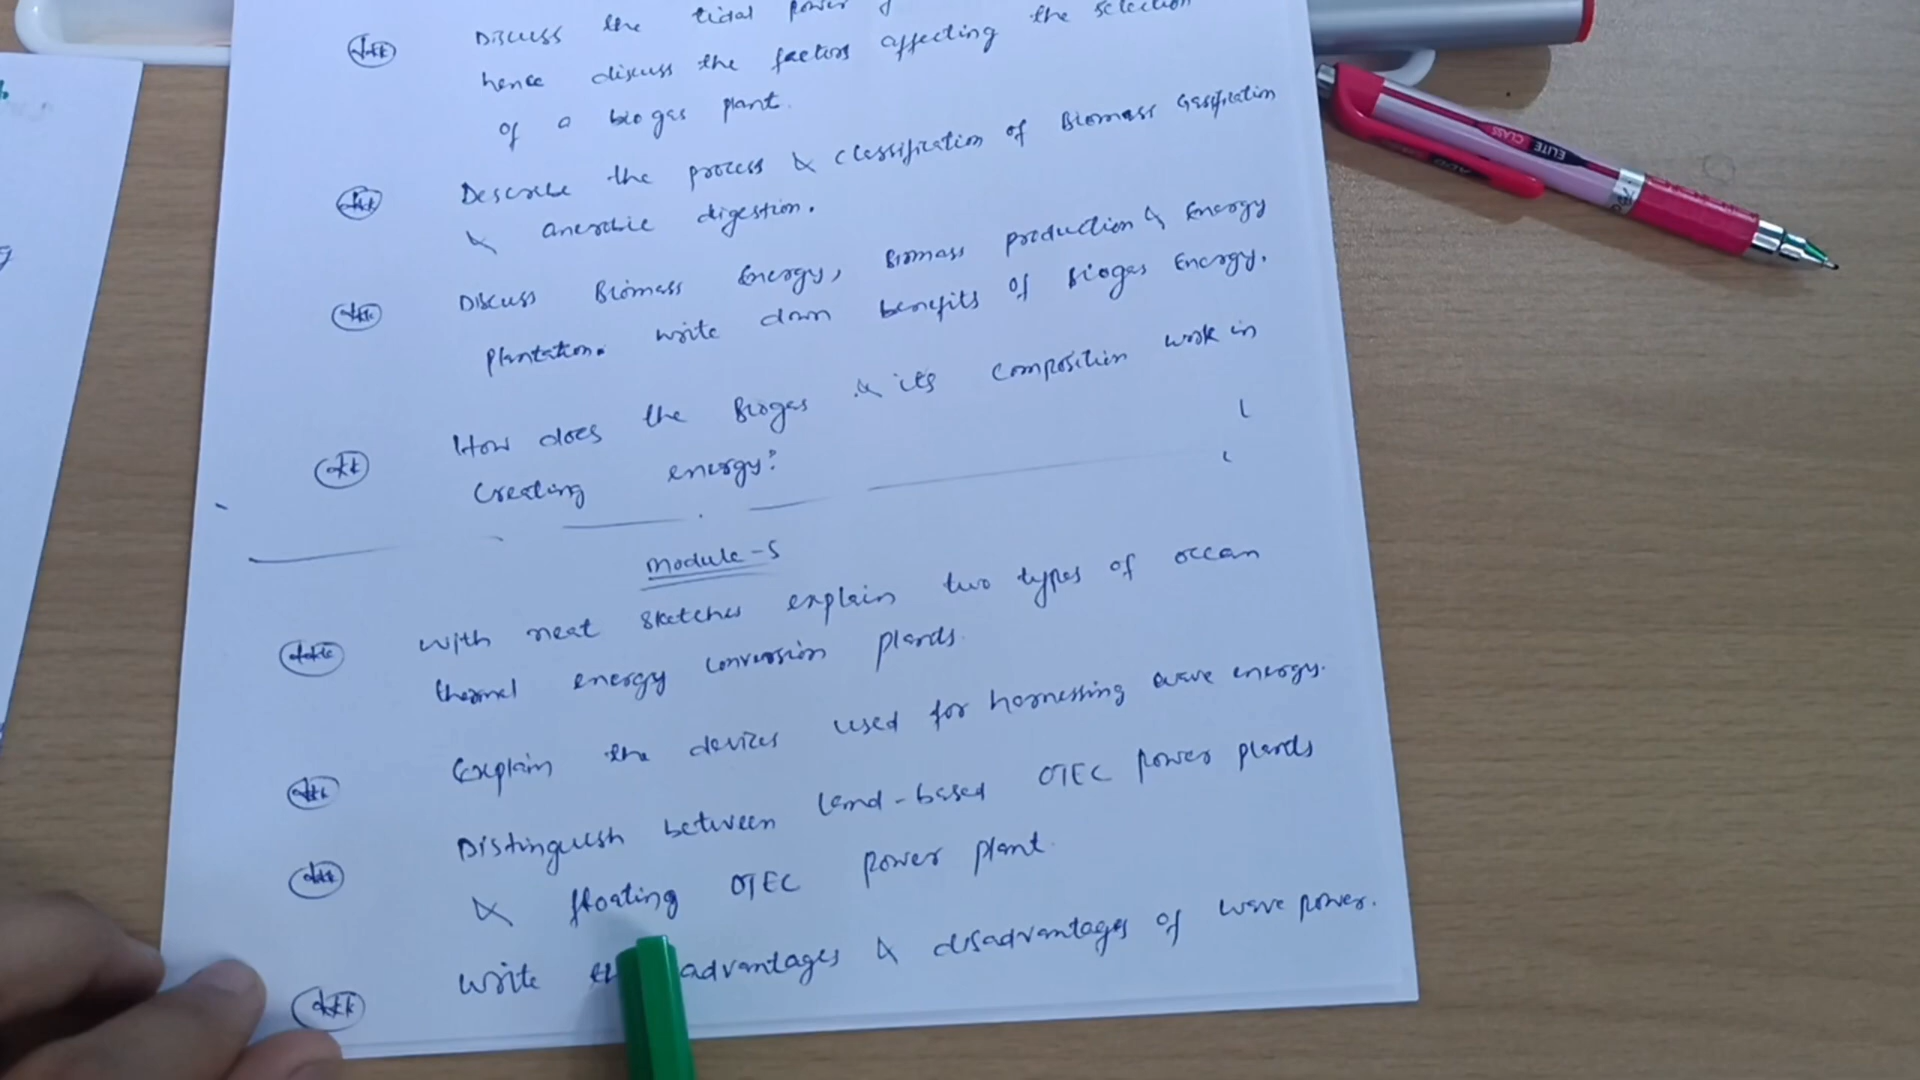 Discuss the tidal power
hence discuss the factors affecting the selection
of a biogas plant.
Describe the process & classification of Biomass Gasification
& anerobic digestion.
Discuss Biomass Energy, Biomass production & Energy
plantation. write down benefits of Biogas Energy.
How does the Biogas & its composition work in
Creating energy?
Module-5
With neat sketches explain two types of ocean
thermal energy conversion plants.
Explain the devices used for harnessing wave energy.
Distinguish between land-based OTEC power plants
& floating OTEC power plant.
Write advantages & disadvantages of wave power.
ELITE
CLASS